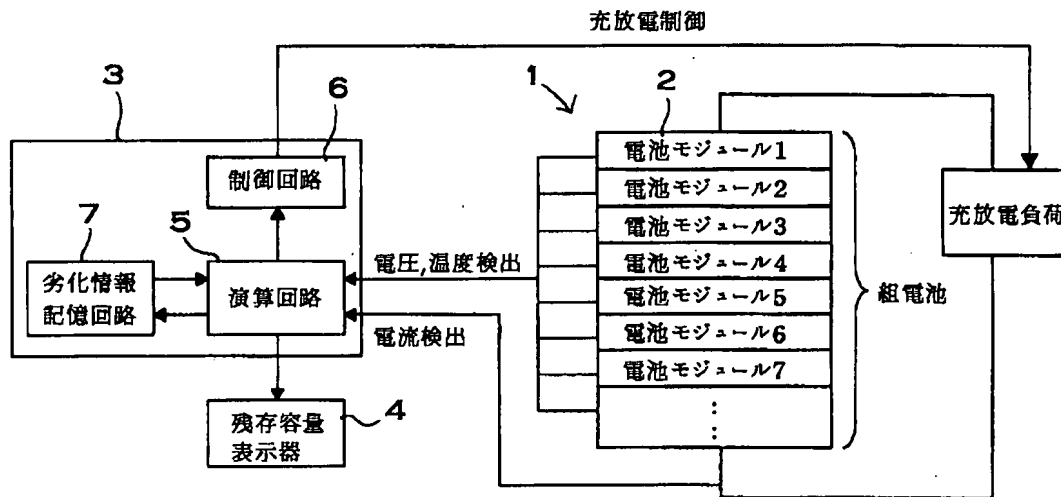 充放電制御
3
6
1
2
制御回路
電池モジュール1
電池モジュール2
電池モジュール3
電池モジュール4
電池モジュール5
電池モジュール6
電池モジュール7
⋮
組電池
充放電負荷
7
5
劣化情報
記憶回路
演算回路
電圧,温度検出
電流検出
残存容量
表示器
4